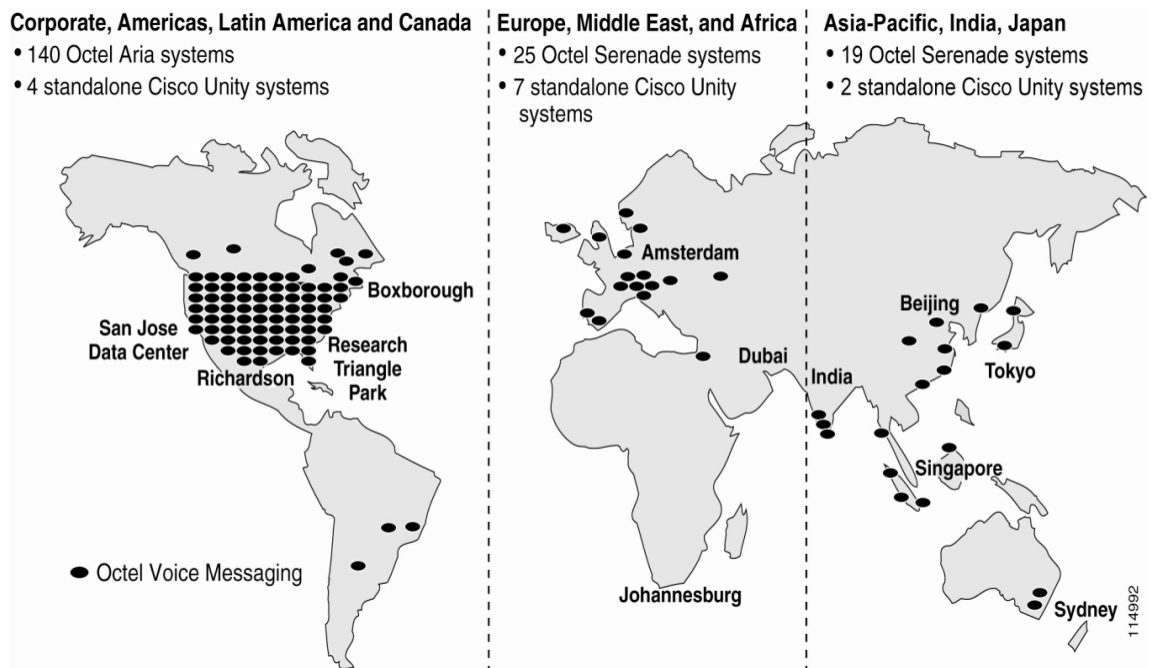 Corporate, Americas, Latin America and Canada
• 140 Octel Aria systems
• 4 standalone Cisco Unity systems
Europe, Middle East, and Africa
• 25 Octel Serenade systems
• 7 standalone Cisco Unity
systems
Asia-Pacific, India, Japan
• 19 Octel Serenade systems
• 2 standalone Cisco Unity systems
Boxborough
San Jose
Data Center
Research
Triangle
Park
Richardson
Octel Voice Messaging
Amsterdam
Dubai
Johannesburg
Beijing
Tokyo
India
Singapore
Sydney
114992